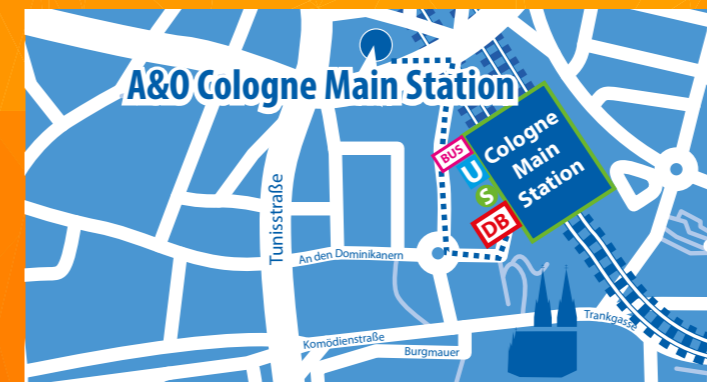 A&O Cologne Main Station
BUS
U
S
DB
Cologne
Main
Station
Tunisstraße
An den Dominikanern
Komödienstraße
Burgmauer
Trankgasse